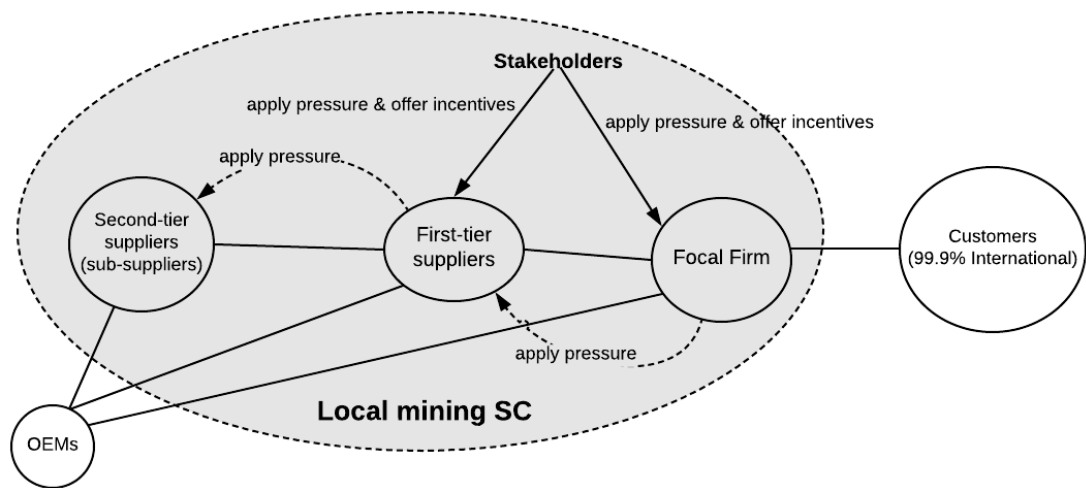 Stakeholders
apply pressure & offer incentives
apply pressure & offer incentives
apply pressure
Second-tier
suppliers
(sub-suppliers)
First-tier
suppliers
Focal Firm
Customers
(99.9% International)
apply pressure
Local mining SC
OEMs